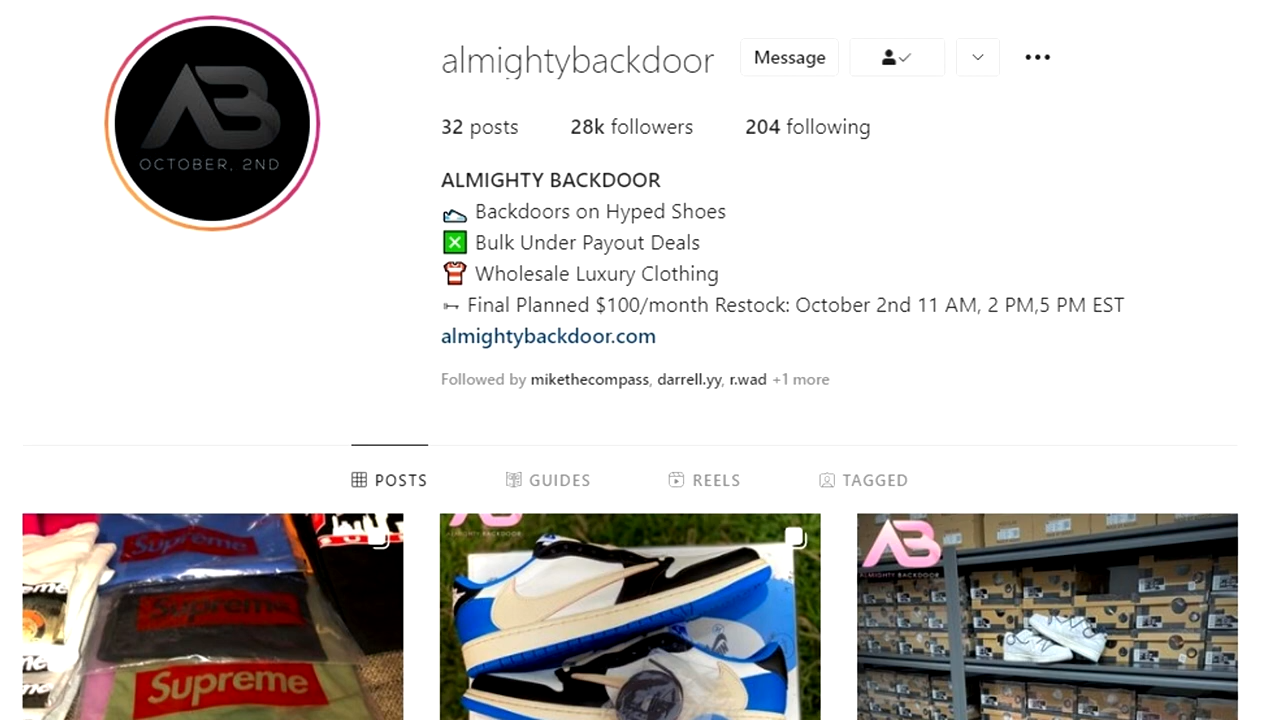 almightybackdoor
Message
32 posts 28k followers 204 following
AB
OCTOBER, 2ND
ALMIGHTY BACKDOOR
Backdoors on Hyped Shoes
Bulk Under Payout Deals
Wholesale Luxury Clothing
Final Planned $100/month Restock: October 2nd 11 AM, 2 PM,5 PM EST
almightybackdoor.com
Followed by mikethecompass, darrell.yy, r.wad +1 more
POSTS GUIDES REELS TAGGED
Supreme
Supreme
Supreme
AB
ALMIGHTY BACKDOOR